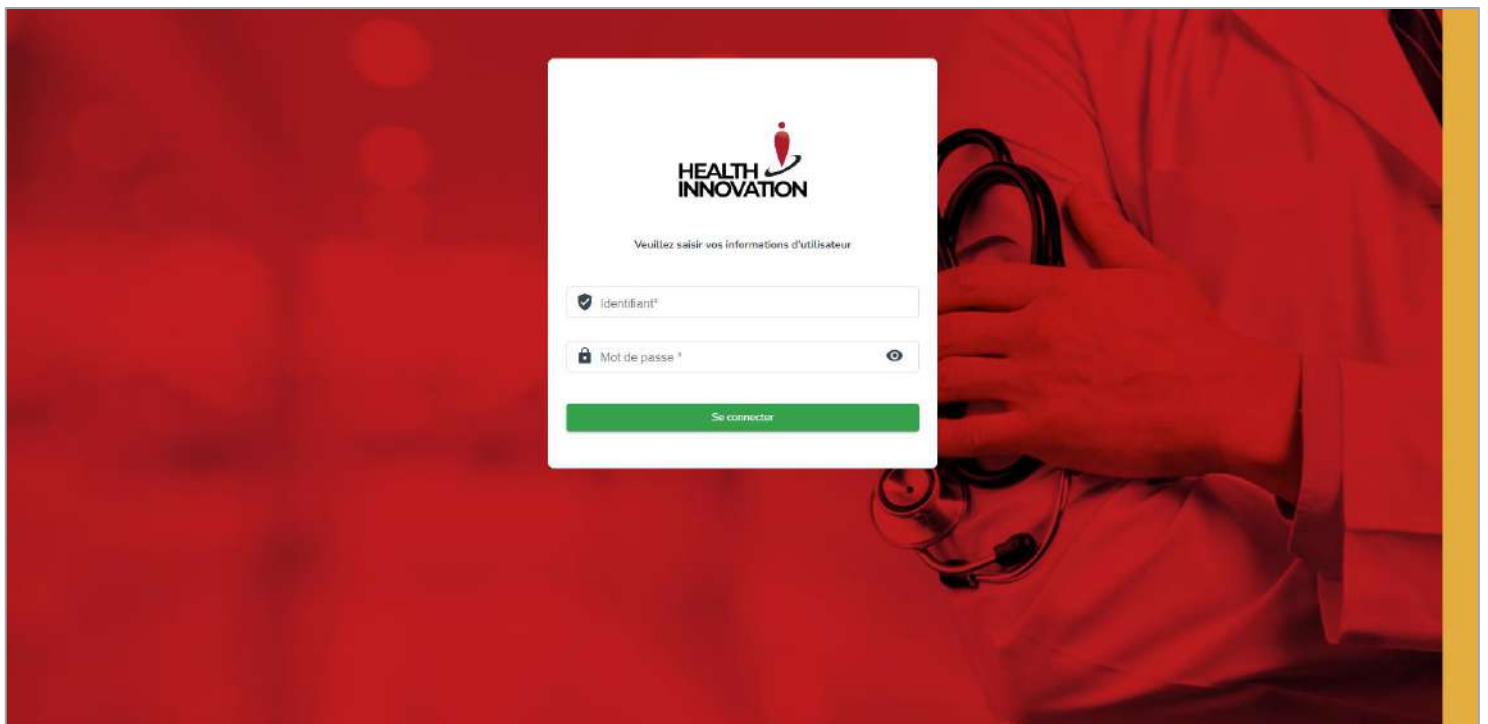 HEALTH
INNOVATION
Veuillez saisir vos informations d'utilisateur
Identifiant*
Mot de passe *
Se connecter